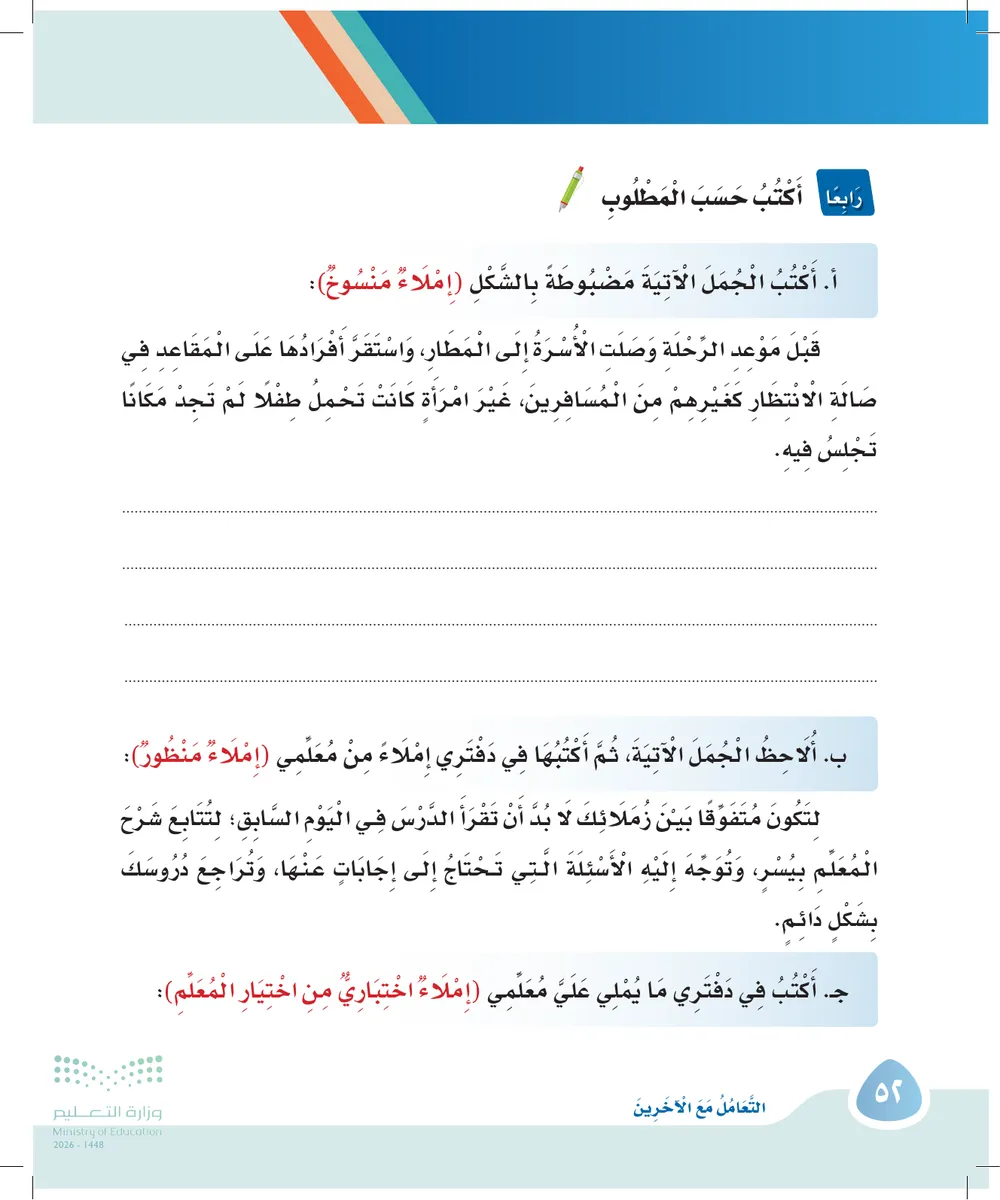 رَابِعًا
أَكْتُبُ حَسَبَ الْمَطْلُوبِ
أ. أَكْتُبُ الْجُمَلَ الْآتِيَةَ مَضْبُوطَةً بِالشَّكْلِ (إِمْلَاءٌ مَنْسُوخٌ):
قَبْلَ مَوْعِدِ الرِّحْلَةِ وَصَلَتِ الْأُسْرَةُ إِلَى الْمَطَارِ، وَاسْتَقَرَّ أَفْرَادُهَا عَلَى الْمَقَاعِدِ فِي
صَالَةِ الْانْتِظَارِ كَغَيْرِهِمْ مِنَ الْمُسَافِرِينَ، غَيْرَ امْرَأَةٍ كَانَتْ تَحْمِلُ طِفْلًا لَمْ تَجِدْ مَكَانًا
تَجْلِسُ فِيهِ.
ب. أُلَاحِظُ الْجُمَلَ الْآتِيَةَ، ثُمَّ أَكْتُبُهَا فِي دَفْتَرِي إِمْلَاءً مِنْ مُعَلِّمِي (إِمْلَاءٌ مَنْظُورٌ):
لِتَكُونَ مُتَفَوِّقًا بَيْنَ زُمَلَائِكَ لَا بُدَّ أَنْ تَقْرَأَ الدَّرْسَ فِي الْيَوْمِ السَّابِقِ؛ لِتُتَابِعَ شَرْحَ
الْمُعَلِّمِ بِيُسْرٍ، وَتُوَجِّهَ إِلَيْهِ الْأَسْئِلَةَ الَّتِي تَحْتَاجُ إِلَى إِجَابَاتٍ عَنْهَا، وَتُرَاجِعَ دُرُوسَكَ
بِشَكْلٍ دَائِمٍ.
جـ. أَكْتُبُ فِي دَفْتَرِي مَا يُمْلِي عَلَيَّ مُعَلِّمِي (إِمْلَاءٌ اخْتِبَارِيٌّ مِنِ اخْتِيَارِ الْمُعَلِّمِ):
التَّعَامُلُ مَعَ الْآخَرِينَ
٥٢
وزارة التعـــليم
Ministry of Education
2026 - 1448